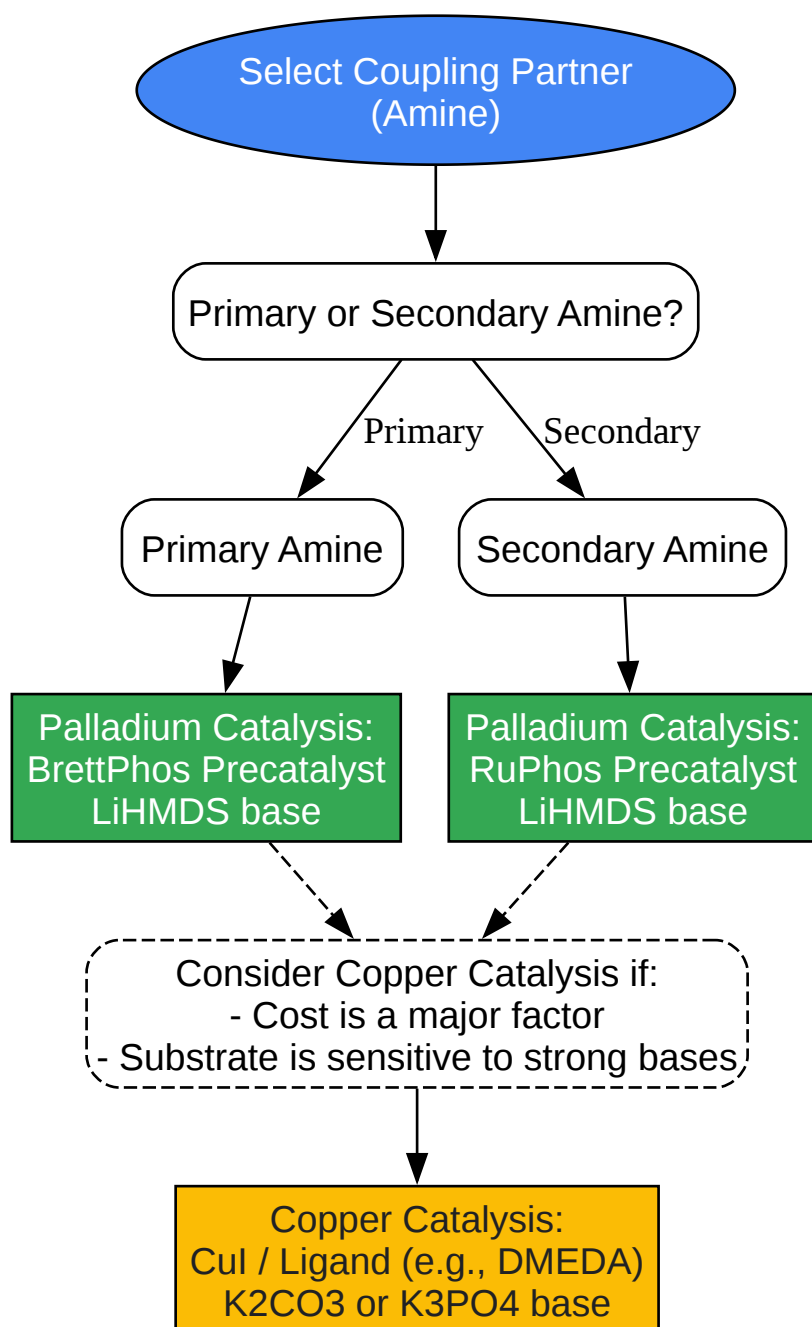 Select Coupling Partner
(Amine)
Primary or Secondary Amine?
Primary
Secondary
Primary Amine
Secondary Amine
Palladium Catalysis:
BrettPhos Precatalyst
LiHMDS base
Palladium Catalysis:
RuPhos Precatalyst
LiHMDS base
Consider Copper Catalysis if:
- Cost is a major factor
- Substrate is sensitive to strong bases
Copper Catalysis:
CuI / Ligand (e.g., DMEDA)
K2CO3 or K3PO4 base